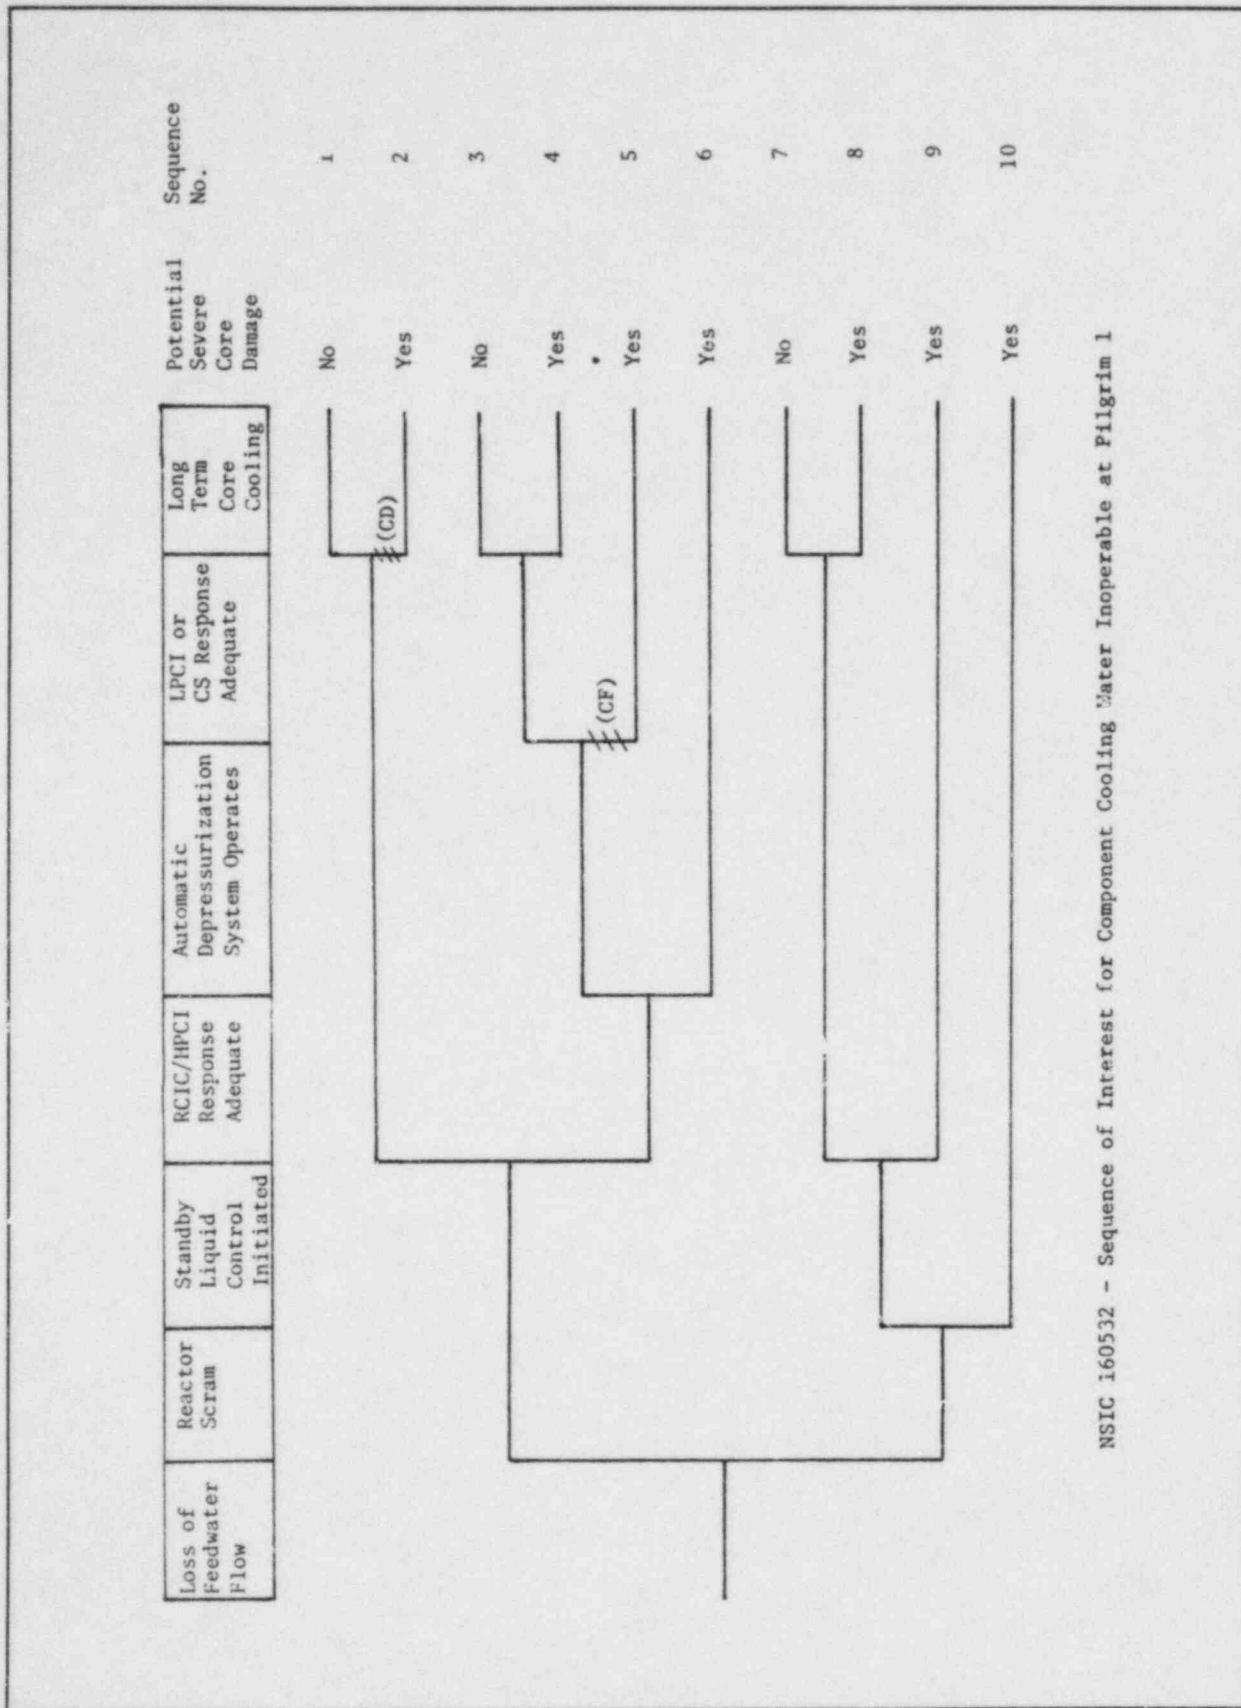 Loss of
Feedwater
Flow
Reactor
Scram
Standby
Liquid
Control
Initiated
RCIC/HPCI
Response
Adequate
Automatic
Depressurization
System Operates
LPCI or
CS Response
Adequate
Long
Term
Core
Cooling
Potential
Severe
Core
Damage
Sequence
No.
No 1
(CD)
Yes 2
No 3
Yes 4
(CF)
Yes 5
Yes 6
No 7
Yes 8
Yes 9
Yes 10
NSIC 160532 - Sequence of Interest for Component Cooling Water Inoperable at Pilgrim 1